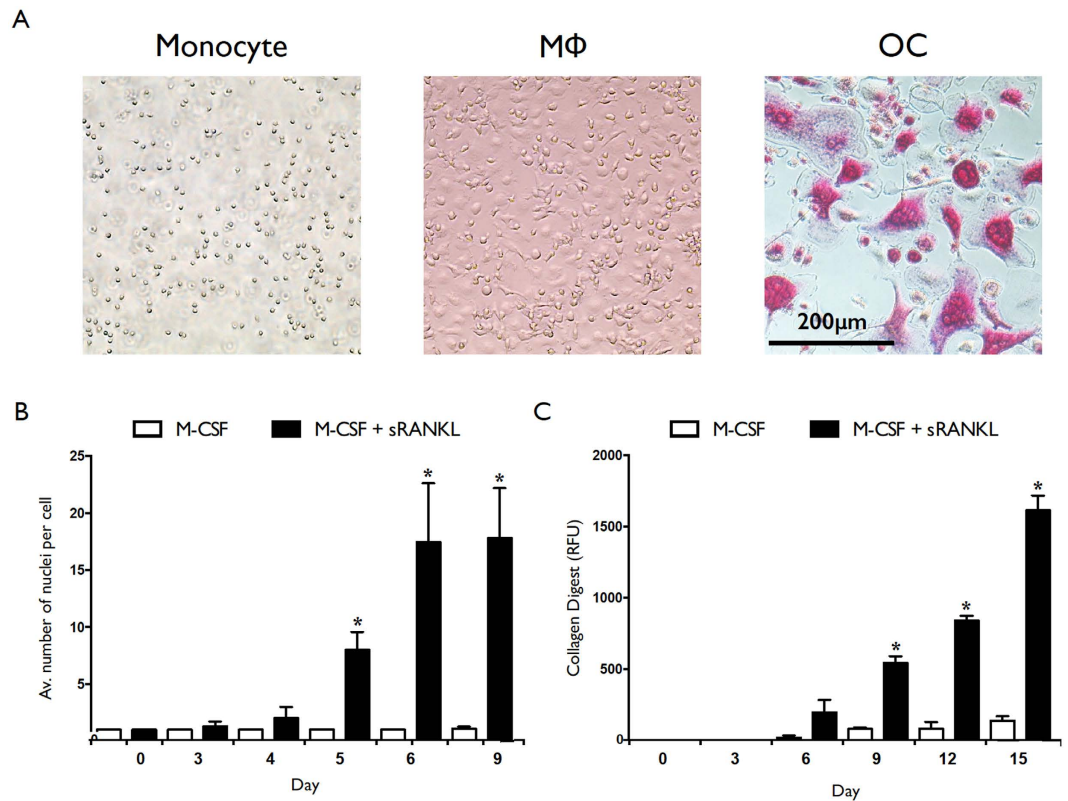 A
Monocyte
MΦ
OC
200μm
B
M-CSF
M-CSF + sRANKL
25
20
15
10
5
0
Av. number of nuclei per cell
*
*
*
0
3
4
5
6
9
Day
C
M-CSF
M-CSF + sRANKL
2000
1500
1000
500
0
Collagen Digest (RFU)
*
*
*
0
3
6
9
12
15
Day